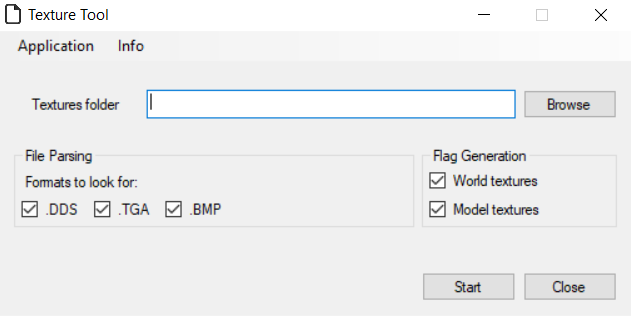 Texture Tool
Application Info
Textures folder Browse
File Parsing Flag Generation
Formats to look for: World textures
.DDS .TGA .BMP Model textures
Start Close